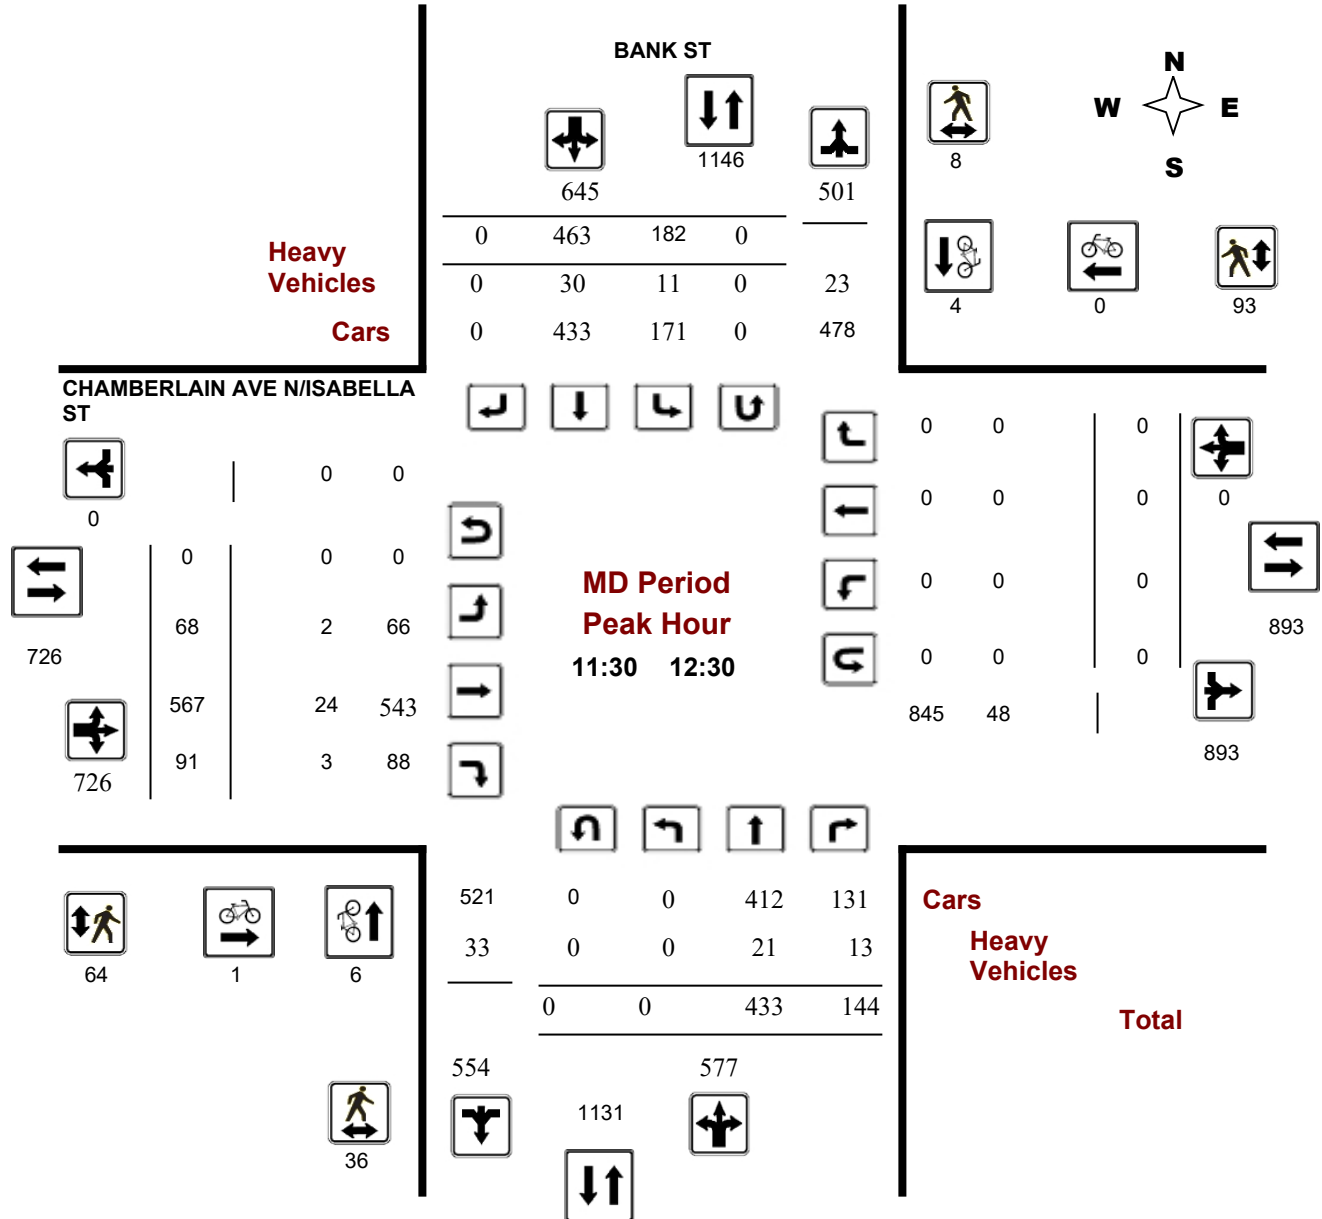 BANK ST
N
W E
S
1146
8
645
501
0 463 182 0
Heavy
Vehicles
0 30 11 0 23
4 0 93
Cars
0 433 171 0 478
CHAMBERLAIN AVE N/ISABELLA
ST
0 0 0
0 0
0 0 0 0
0
0 0 0
MD Period
0 0 0
Peak Hour
68 2 66
893
726
11:30 12:30
0 0 0
567 24 543
845 48
91 3 88
893
726
521 0 0 412 131
Cars
33 0 0 21 13
Heavy
Vehicles
64 1 6
0 0 433 144
Total
554 577
1131
36